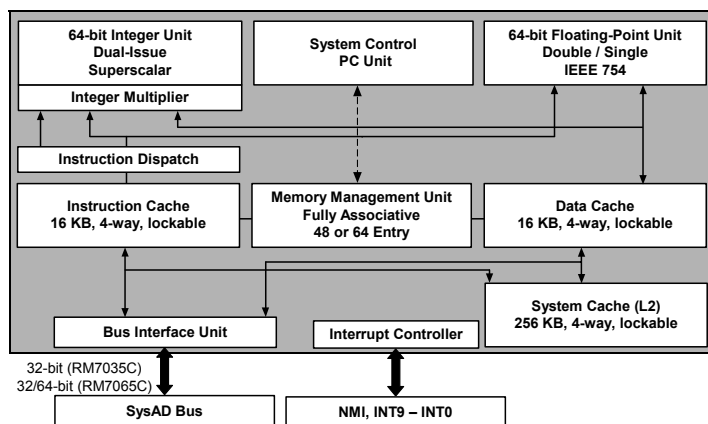 64-bit Integer Unit
Dual-Issue
Superscalar
Integer Multiplier
System Control
PC Unit
64-bit Floating-Point Unit
Double / Single
IEEE 754
Instruction Dispatch
Instruction Cache
16 KB, 4-way, lockable
Memory Management Unit
Fully Associative
48 or 64 Entry
Data Cache
16 KB, 4-way, lockable
System Cache (L2)
256 KB, 4-way, lockable
Bus Interface Unit
Interrupt Controller
32-bit (RM7035C)
32/64-bit (RM7065C)
SysAD Bus
NMI, INT9 – INT0